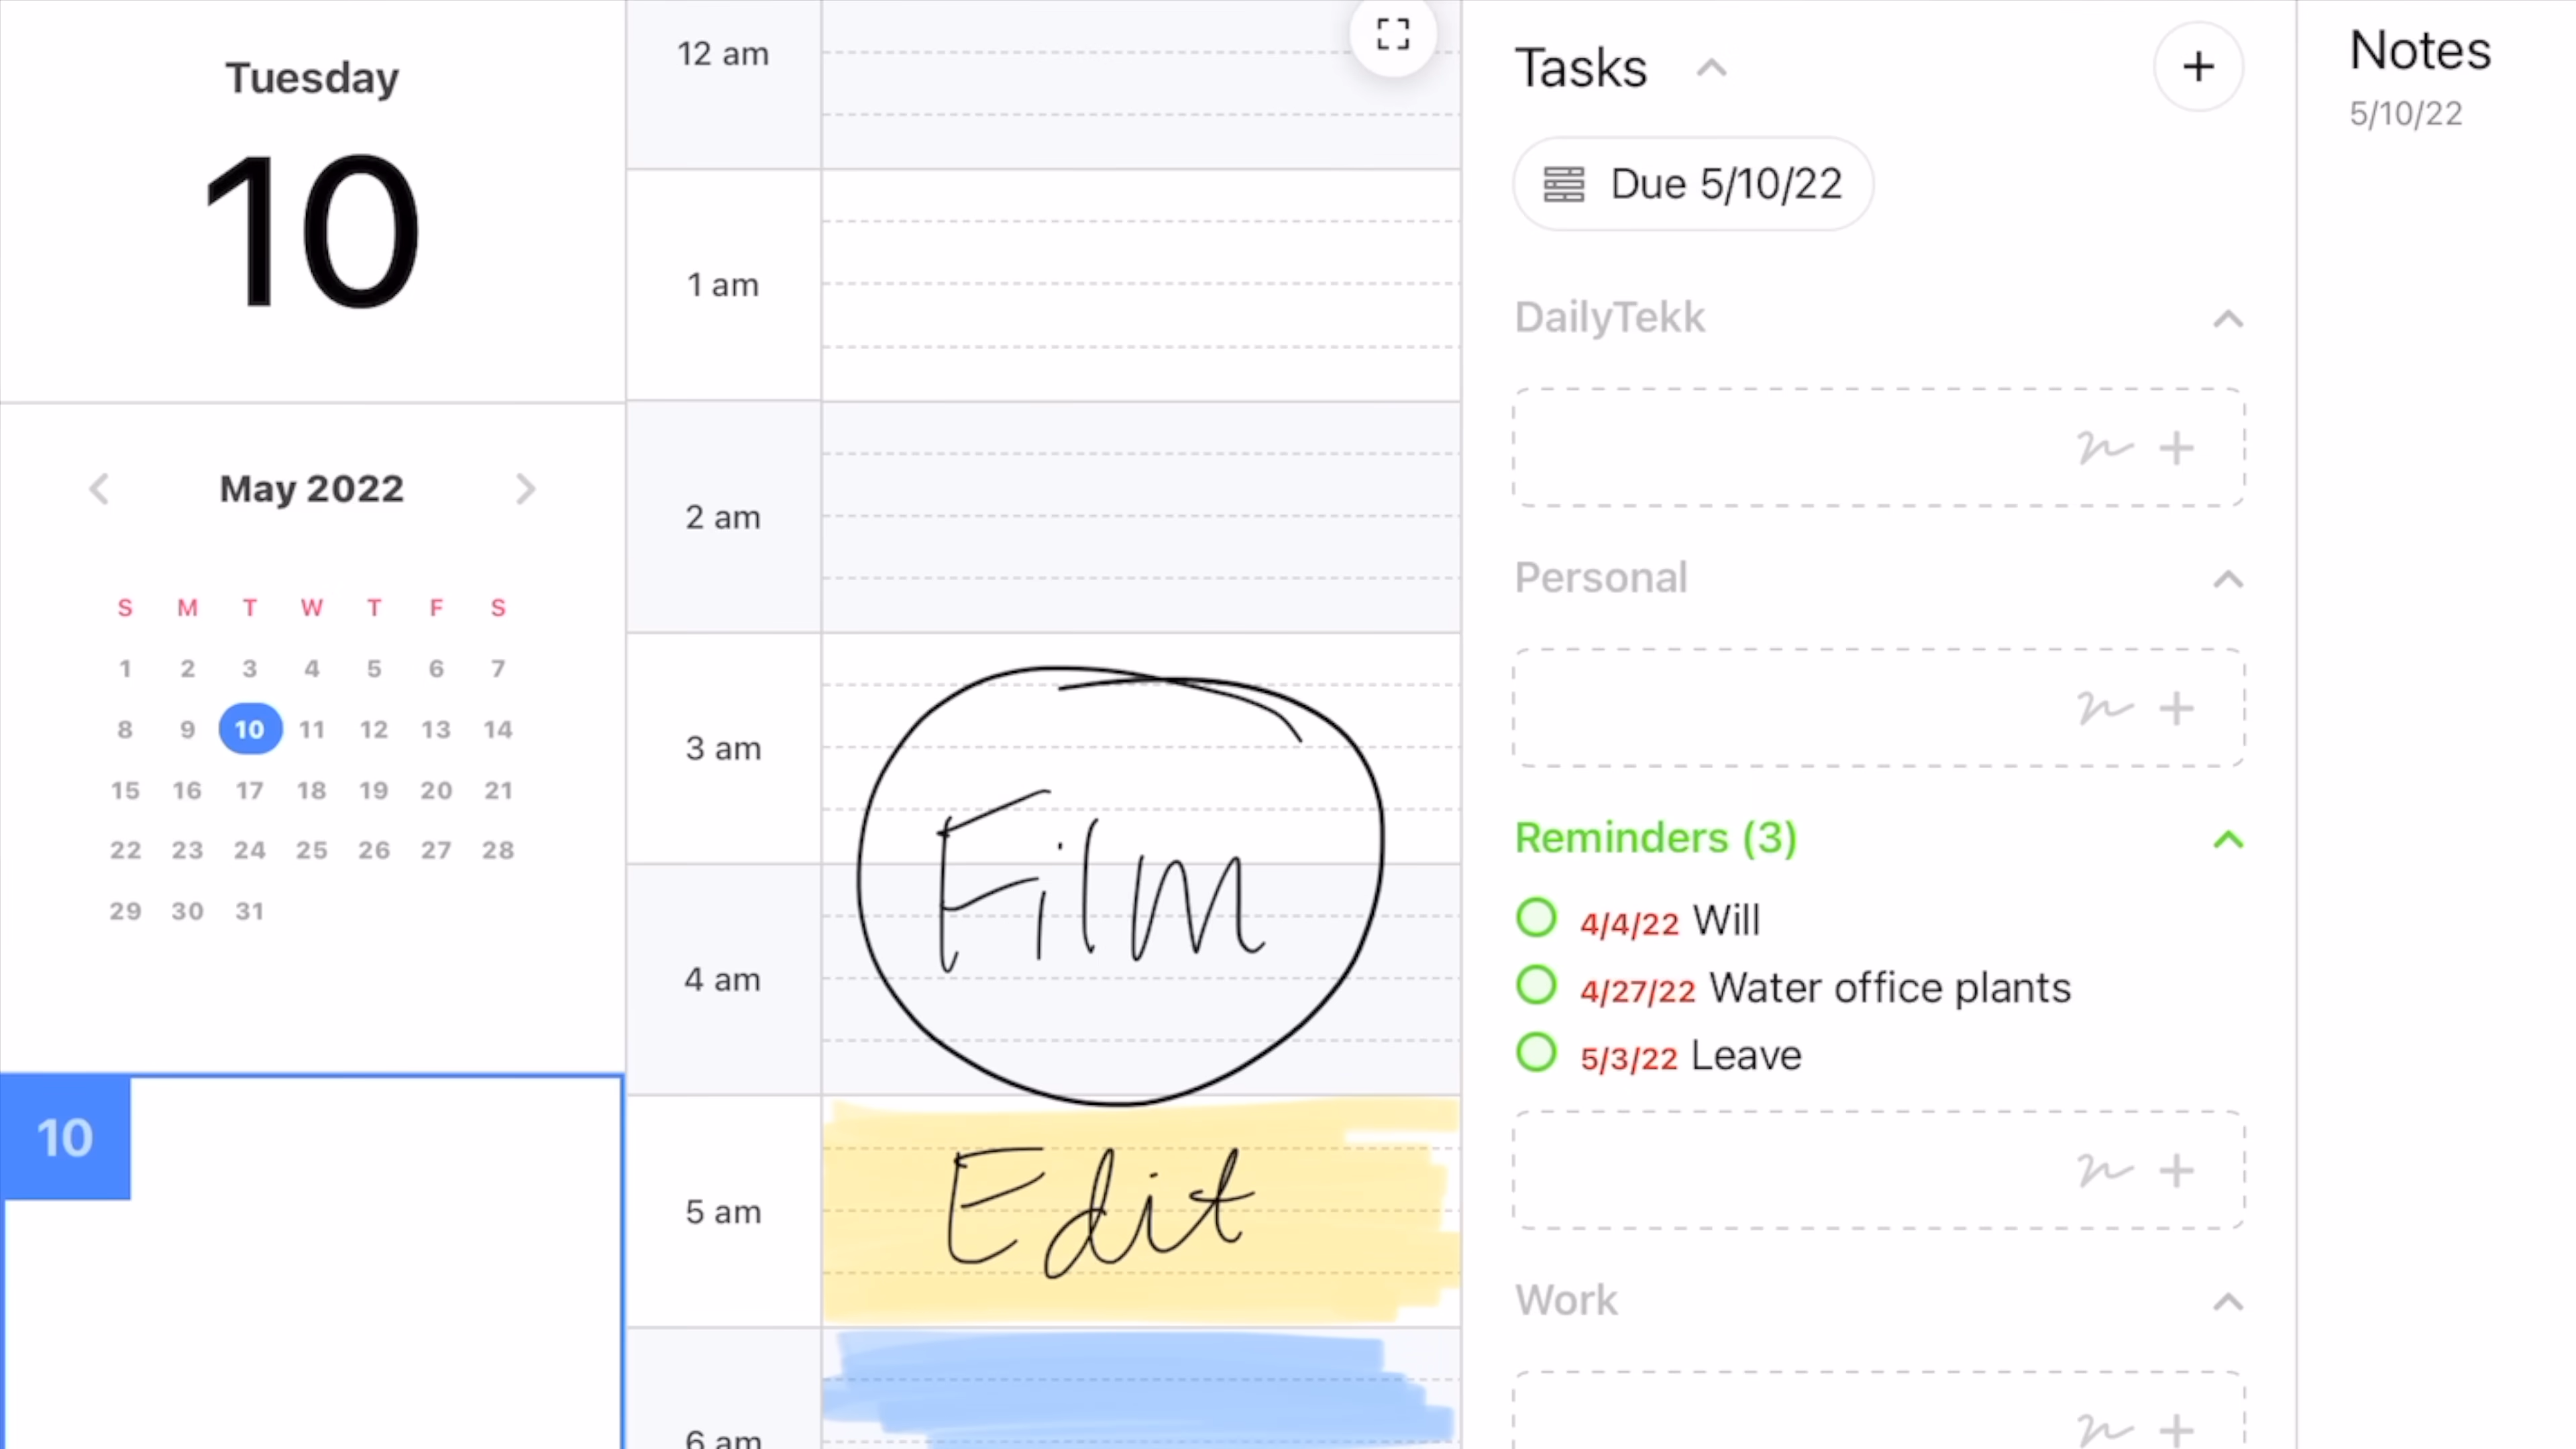 Tuesday
10
May 2022
S M T W T F S
1 2 3 4 5 6 7
8 9 10 11 12 13 14
15 16 17 18 19 20 21
22 23 24 25 26 27 28
29 30 31
10
12 am
1 am
2 am
3 am
Film
4 am
Edit
5 am
6 am
Tasks
Due 5/10/22
DailyTekk
Personal
Reminders (3)
4/4/22 Will
4/27/22 Water office plants
5/3/22 Leave
Work
Notes
5/10/22